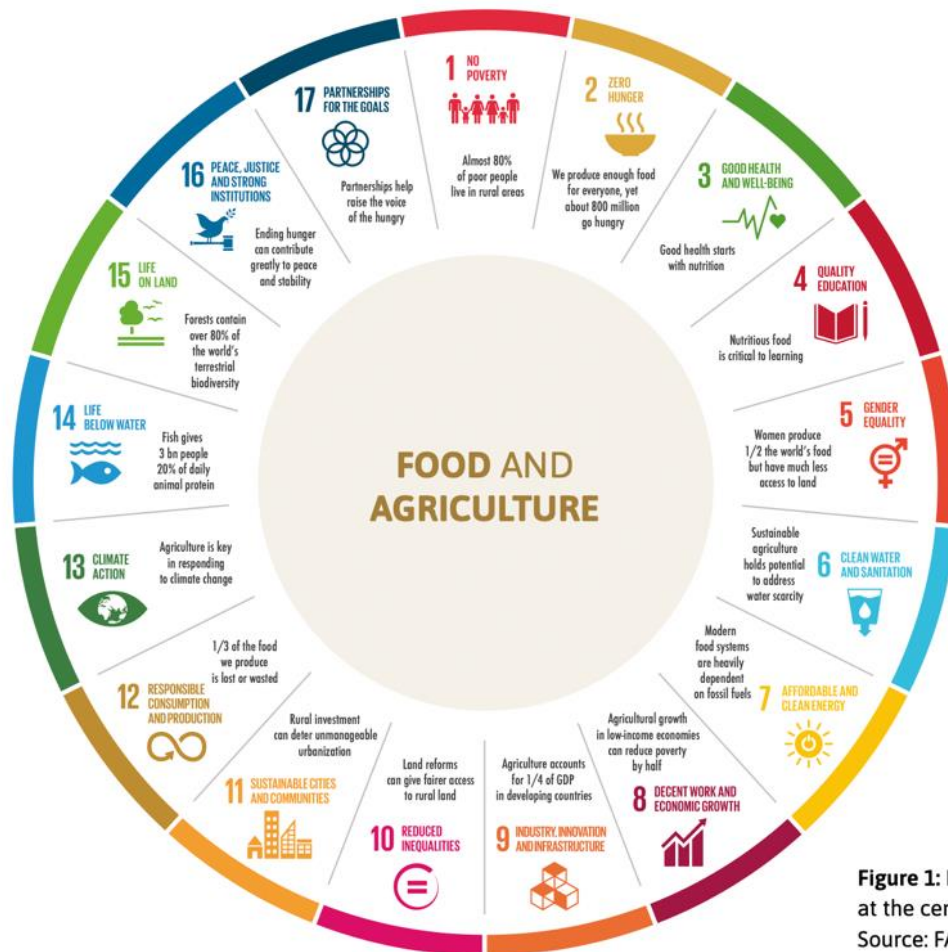 1 NO
POVERTY
Almost 80%
of poor people
live in rural areas
2 ZERO
HUNGER
We produce enough food
for everyone, yet
about 800 million
go hungry
3 GOOD HEALTH
AND WELL-BEING
Good health starts
with nutrition
4 QUALITY
EDUCATION
Nutritious food
is critical to learning
5 GENDER
EQUALITY
Women produce
1/2 the world's food
but have much less
access to land
6 CLEAN WATER
AND SANITATION
Sustainable
agriculture
holds potential
to address
water scarcity
7 AFFORDABLE AND
CLEAN ENERGY
Modern
food systems
are heavily
dependent
on fossil fuels
8 DECENT WORK AND
ECONOMIC GROWTH
Agricultural growth
in low-income economies
can reduce poverty
by half
9 INDUSTRY, INNOVATION
AND INFRASTRUCTURE
Agriculture accounts
for 1/4 of GDP
in developing countries
10 REDUCED
INEQUALITIES
Land reforms
can give fairer access
to rural land
11 SUSTAINABLE CITIES
AND COMMUNITIES
Rural investment
can deter unmanageable
urbanization
12 RESPONSIBLE
CONSUMPTION
AND PRODUCTION
1/3 of the food
we produce
is lost or wasted
13 CLIMATE
ACTION
Agriculture is key
in responding
to climate change
14 LIFE
BELOW WATER
Fish gives
3 bn people
20% of daily
animal protein
15 LIFE
ON LAND
Forests contain
over 80% of
the world's
terrestrial
biodiversity
16 PEACE, JUSTICE
AND STRONG
INSTITUTIONS
Ending hunger
can contribute
greatly to peace
and stability
17 PARTNERSHIPS
FOR THE GOALS
Partnerships help
raise the voice
of the hungry
FOOD AND
AGRICULTURE
Figure 1:
at the
Source: